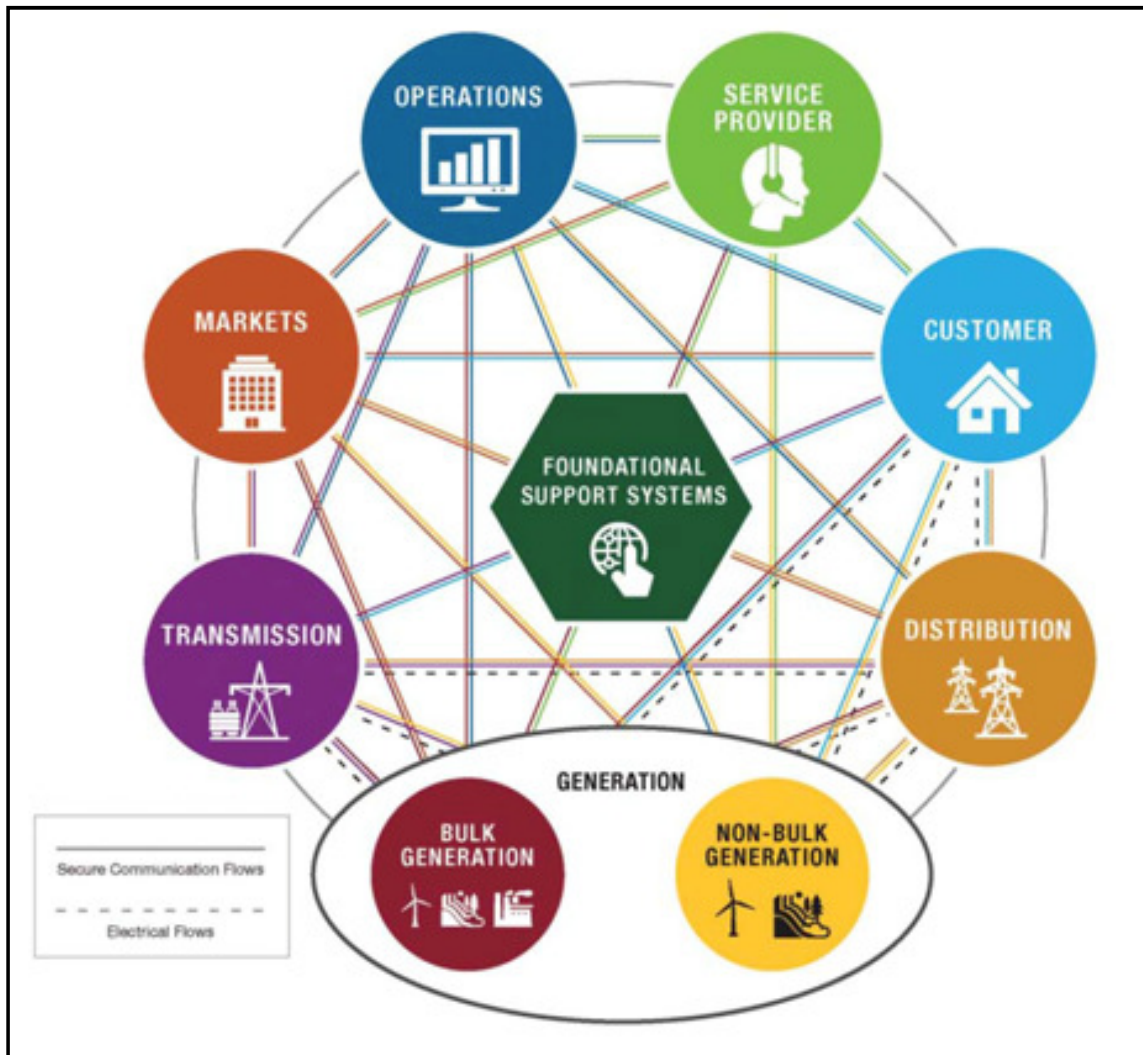 OPERATIONS
SERVICE
PROVIDER
MARKETS
CUSTOMER
FOUNDATIONAL
SUPPORT SYSTEMS
TRANSMISSION
DISTRIBUTION
GENERATION
BULK
GENERATION
NON-BULK
GENERATION
Secure Communication Flows
Electrical Flows